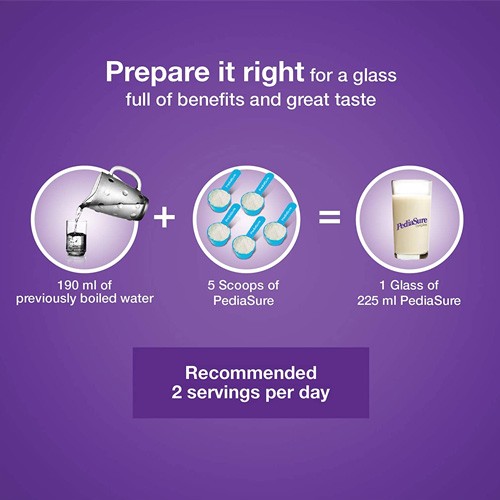 Prepare it right for a glass
full of benefits and great taste
PediaSure
190 ml of
previously boiled water
+
5 Scoops of
PediaSure
=
1 Glass of
225 ml PediaSure
Recommended
2 servings per day